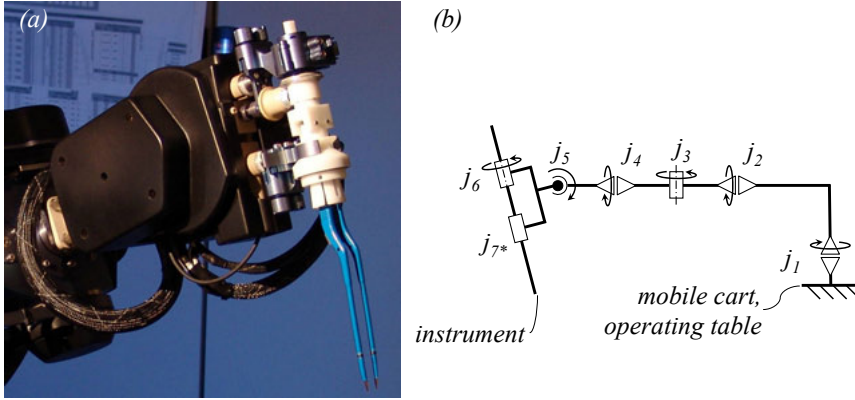 (a)
(b)
j5
j4
j3
j2
j6
j7*
j1
mobile cart,
operating table
instrument